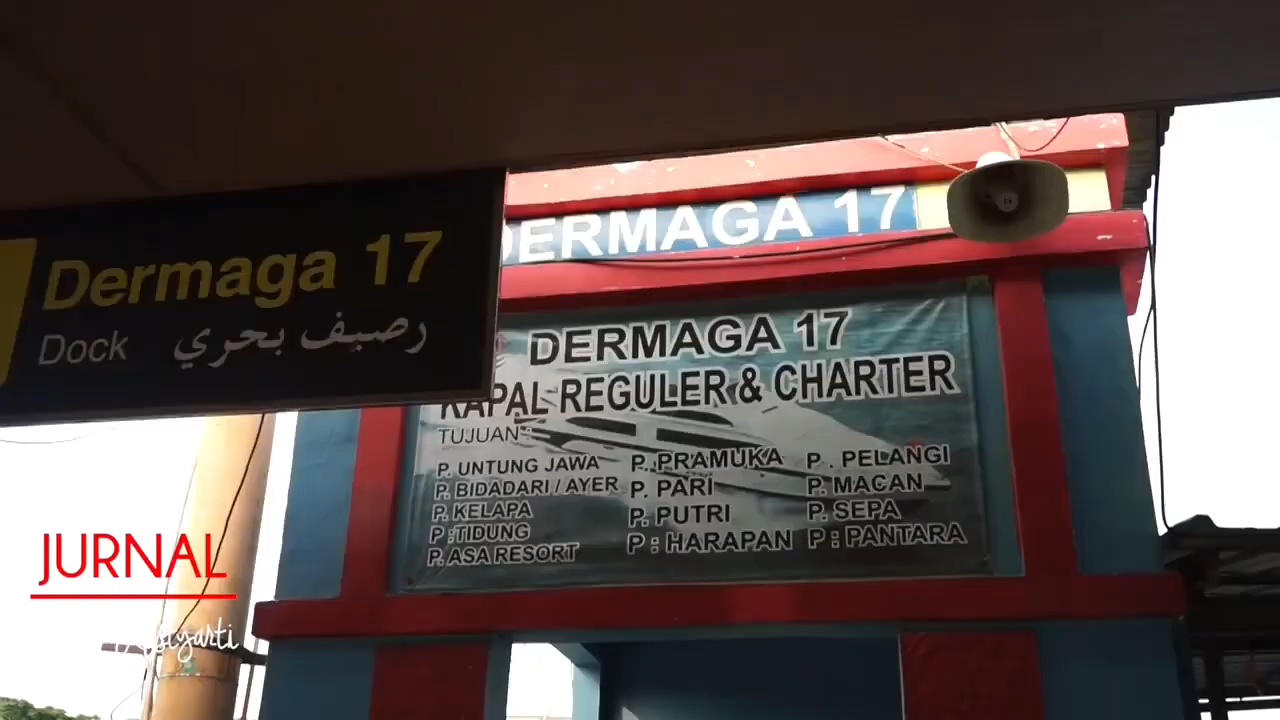 DERMAGA 17
Dermaga 17
Dock رصيف بحري
DERMAGA 17
KAPAL REGULER & CHARTER
TUJUAN :
P. UNTUNG JAWA
P. BIDADARI / AYER
P. KELAPA
P :TIDUNG
P. ASA RESORT
P. PRAMUKA
P. PARI
P. PUTRI
P : HARAPAN
P . PELANGI
P. MACAN
P. SEPA
P : PANTARA
JURNAL